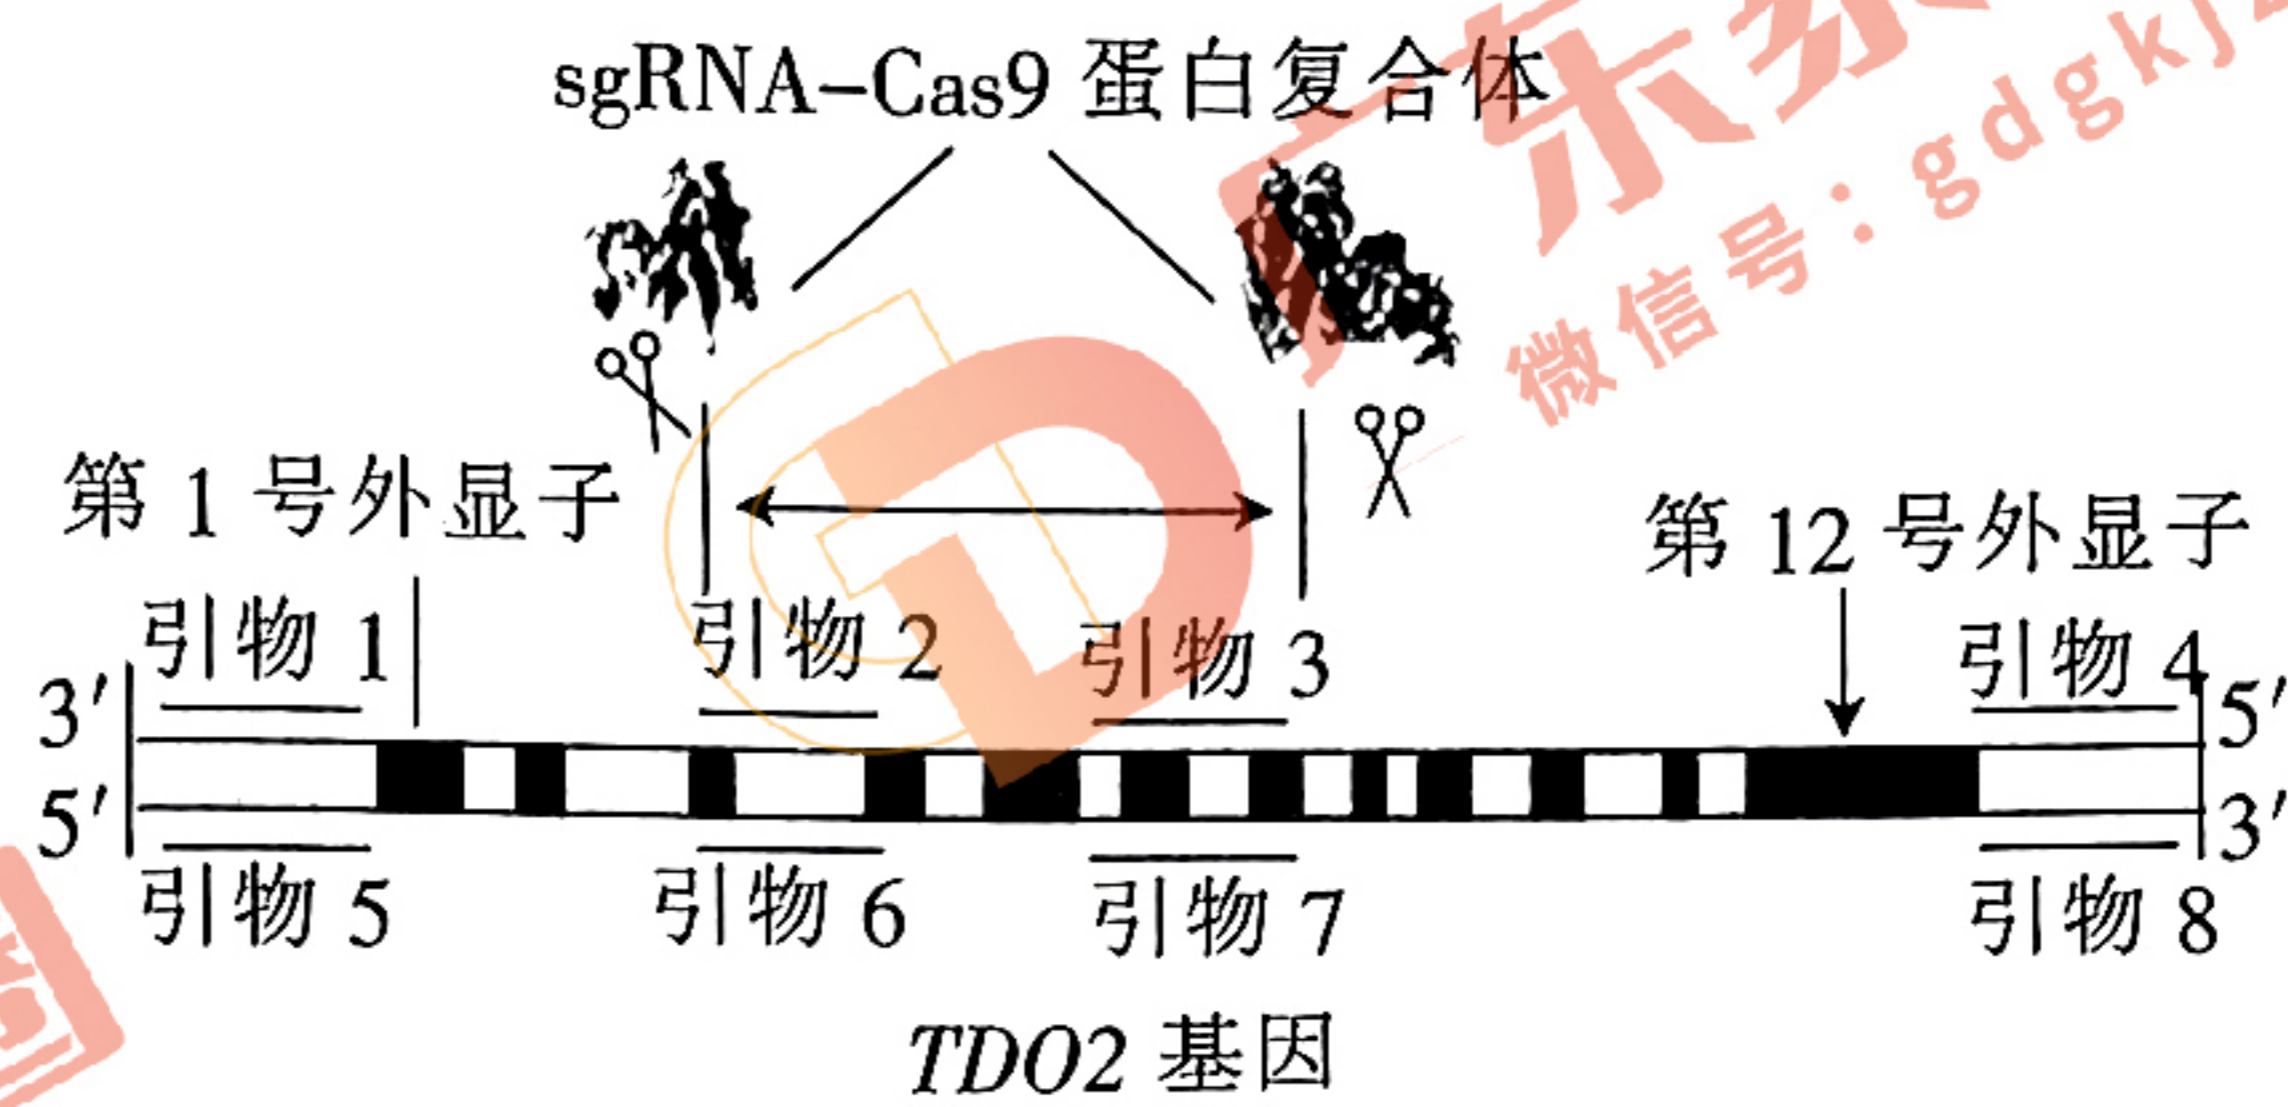 sgRNA-Cas9 蛋白复合体
微信号：gdgkj
第 1 号外显子
第 12 号外显子
引物 1
引物 2
引物 3
引物 4
3′
5′
5′
3′
引物 5
引物 6
引物 7
引物 8
TDO2 基因